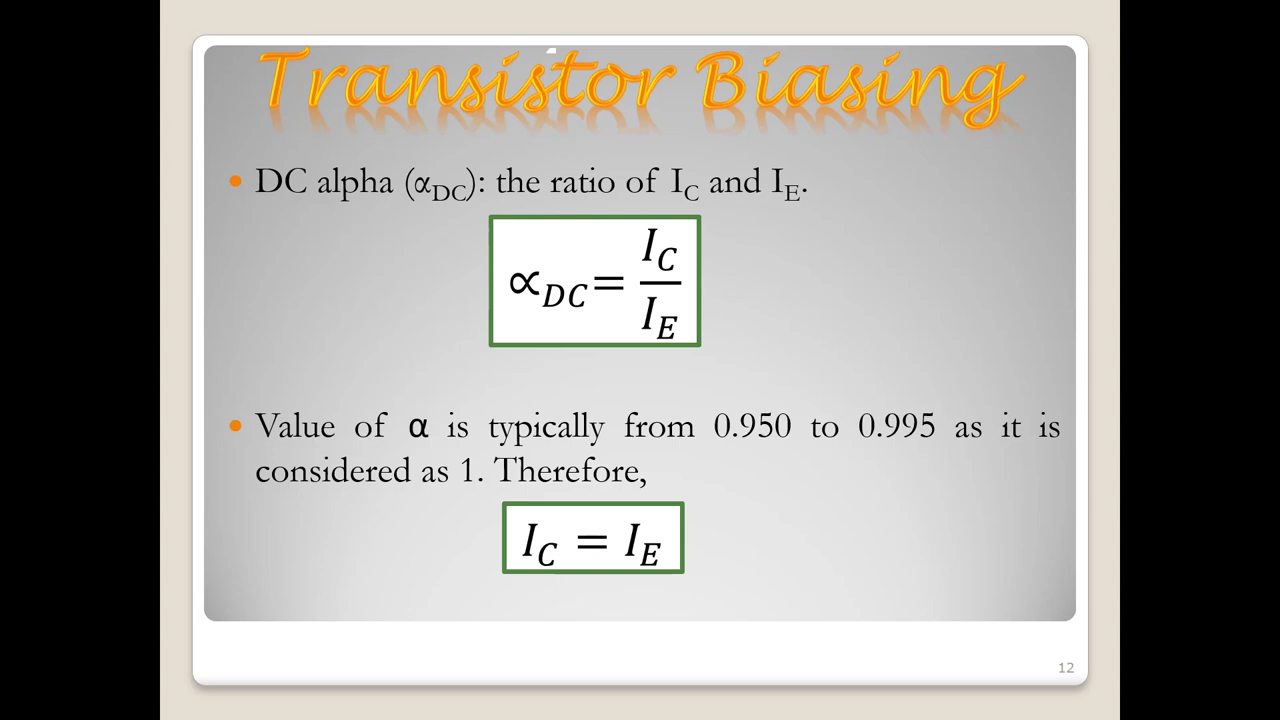 Transistor Biasing
• DC alpha (α_DC): the ratio of I_C and I_E.
∝_DC = I_C / I_E
• Value of α is typically from 0.950 to 0.995 as it is
considered as 1. Therefore,
I_C = I_E
12